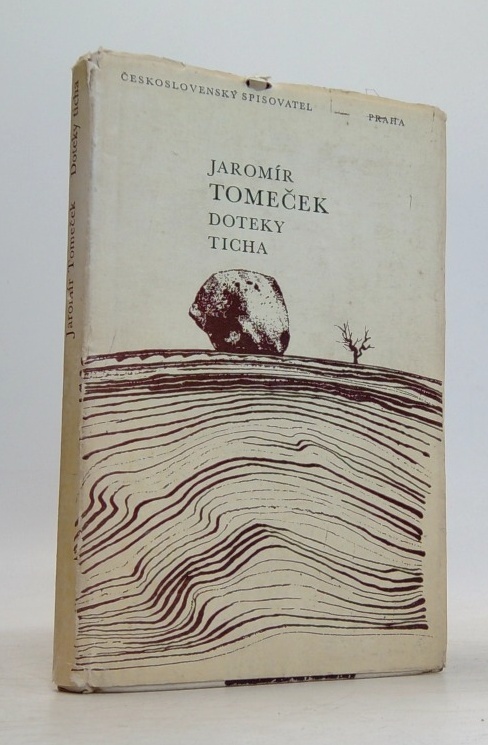 ČESKOSLOVENSKÝ SPISOVATEL PRAHA
JAROMÍR
TOMEČEK
DOTEKY
TICHA
Jaromír Tomeček Doteky ticha